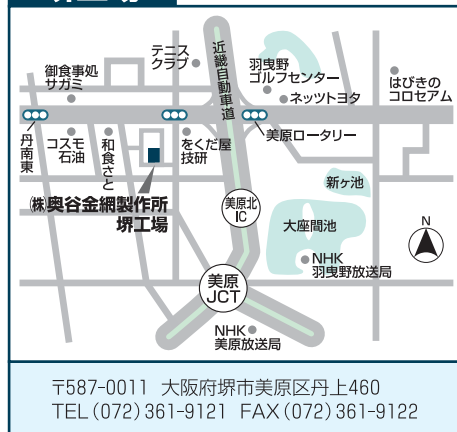 テニス
クラブ
近畿自動車道
羽曳野
ゴルフセンター
ネッツトヨタ
はびきの
コロセアム
御食事処
サガミ
丹南東
コスモ
石油
和食さと
をくだ屋
技研
美原ロータリー
㈱奥谷金網製作所
堺工場
美原北
IC
新ヶ池
大座間池
N
NHK
羽曳野放送局
美原
JCT
NHK
美原放送局
〒587-0011 大阪府堺市美原区丹上460
TEL(072)361-9121 FAX(072)361-9122